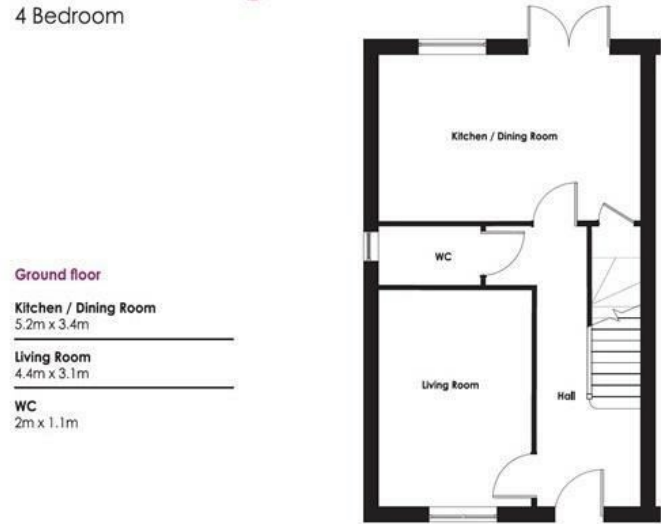 4 Bedroom
Ground floor
Kitchen / Dining Room
5.2m x 3.4m
Living Room
4.4m x 3.1m
WC
2m x 1.1m
Kitchen / Dining Room
WC
Living Room
Hall